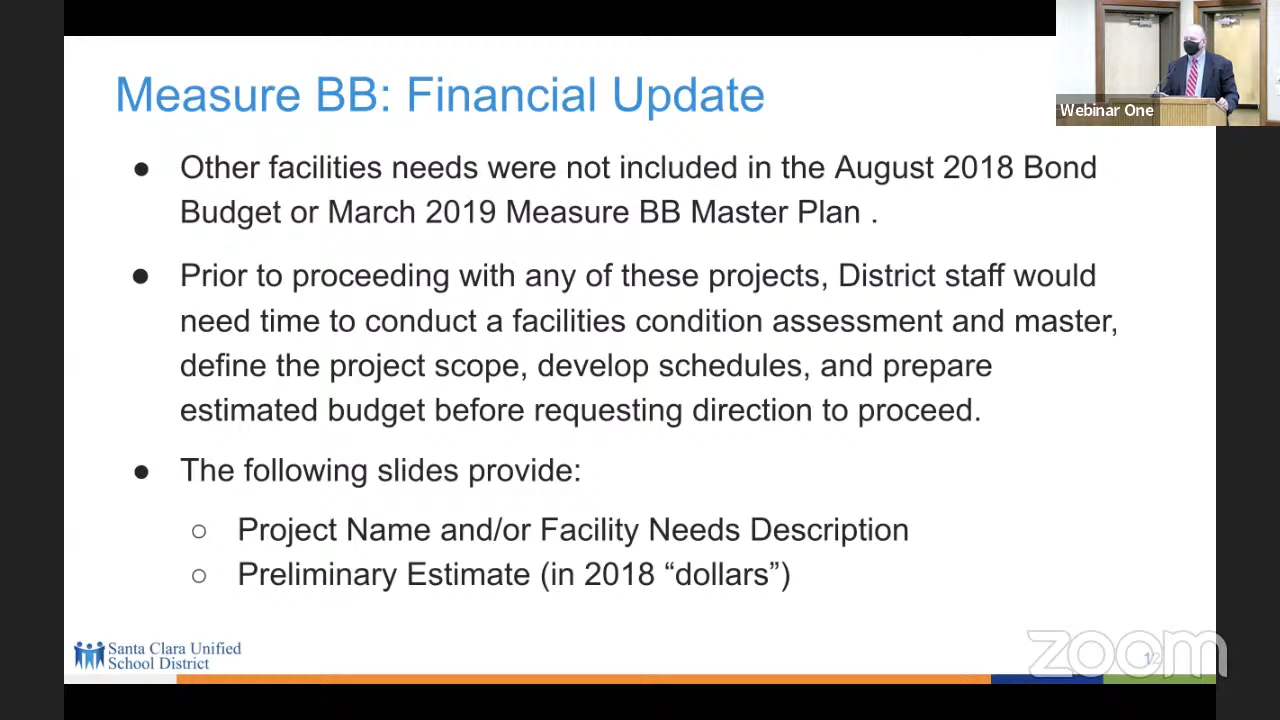 Measure BB: Financial Update
Webinar One
● Other facilities needs were not included in the August 2018 Bond
Budget or March 2019 Measure BB Master Plan .
● Prior to proceeding with any of these projects, District staff would
need time to conduct a facilities condition assessment and master,
define the project scope, develop schedules, and prepare
estimated budget before requesting direction to proceed.
● The following slides provide:
○ Project Name and/or Facility Needs Description
○ Preliminary Estimate (in 2018 “dollars”)
Santa Clara Unified
School District
zoom
12